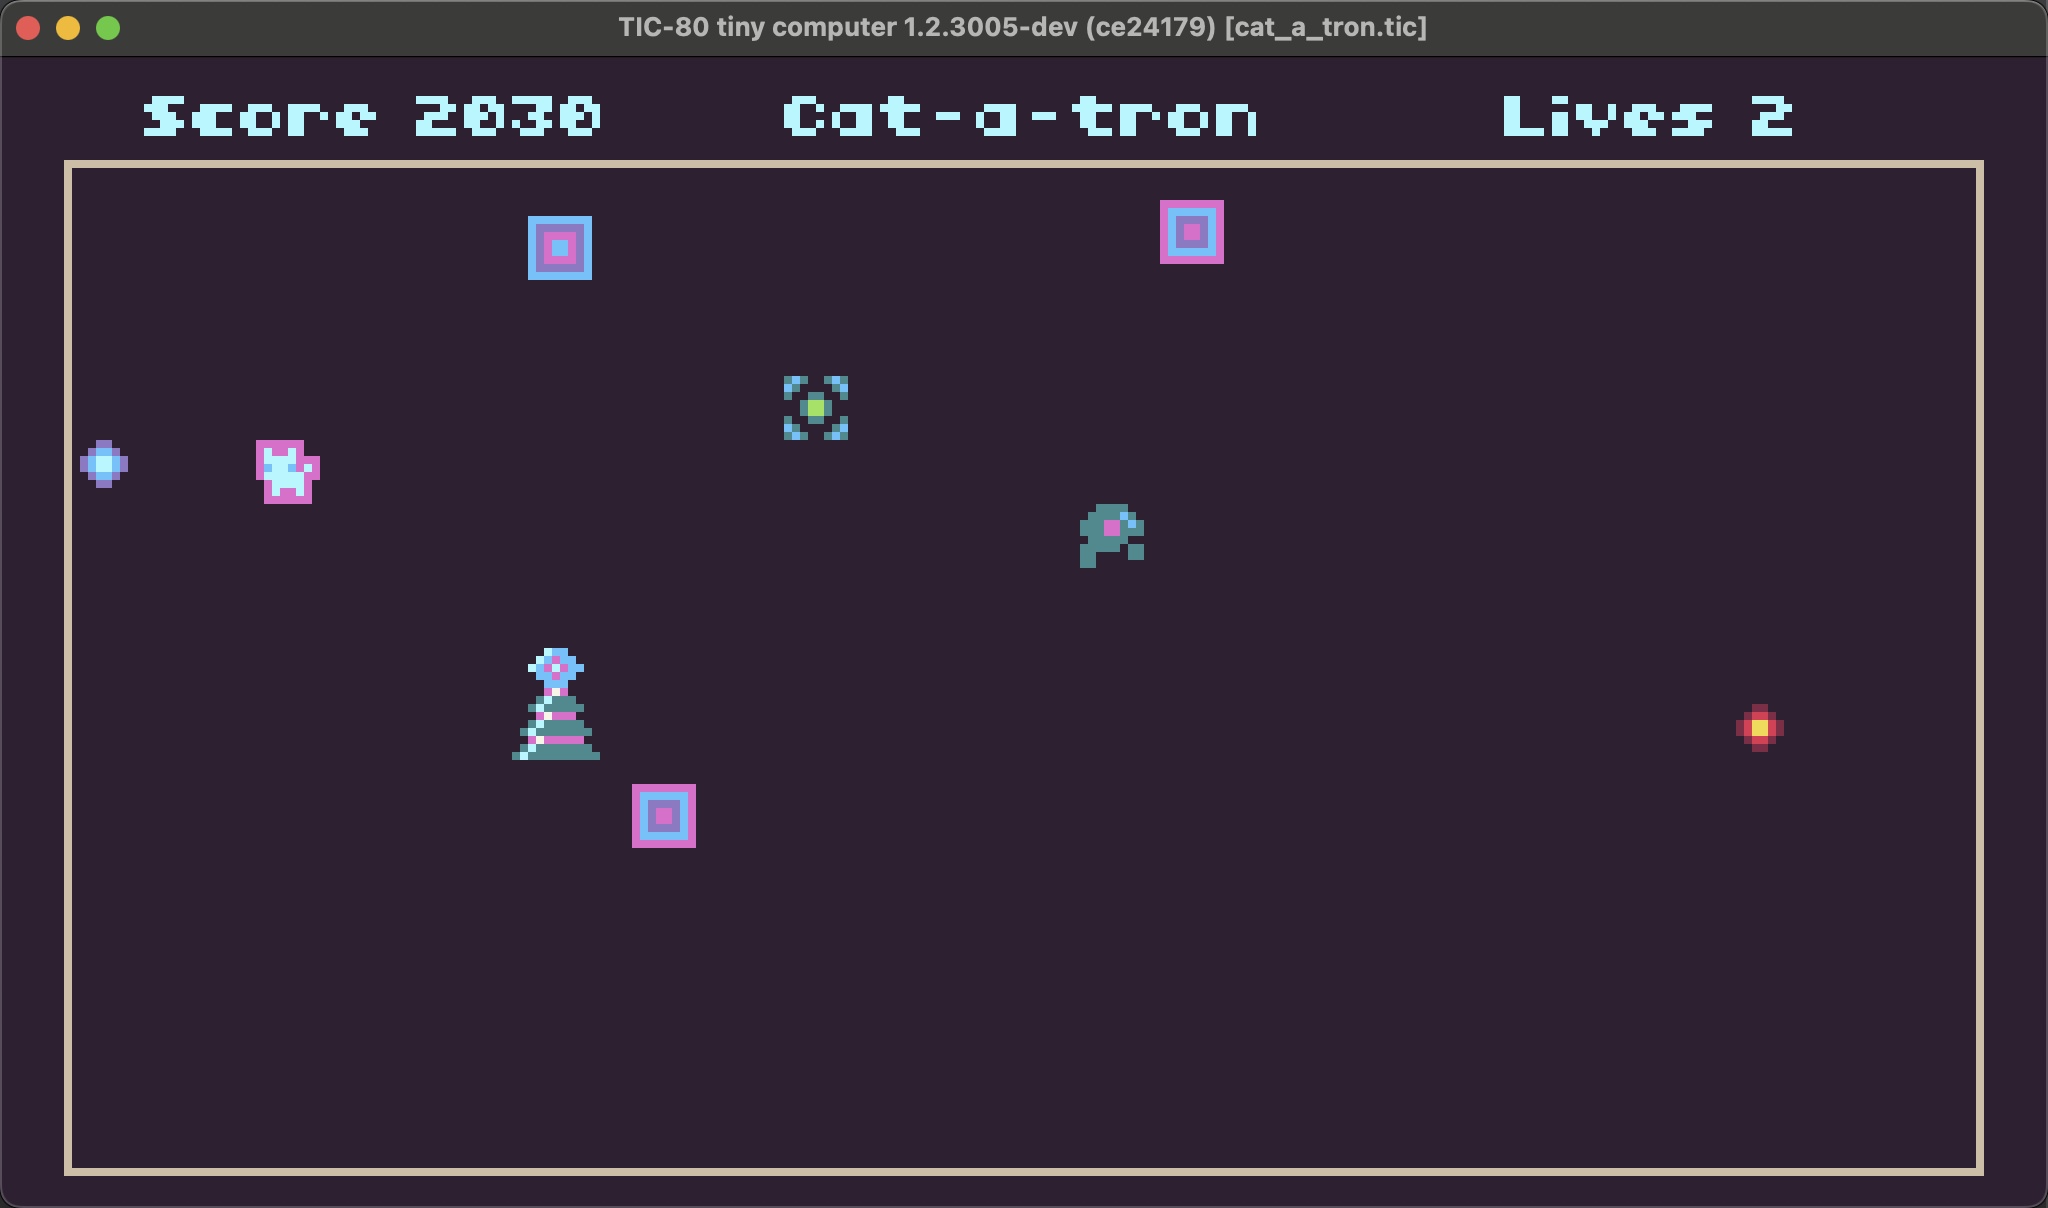 TIC-80 tiny computer 1.2.3005-dev (ce24179) [cat_a_tron.tic]
Score 2030 Cat-a-tron Lives 2